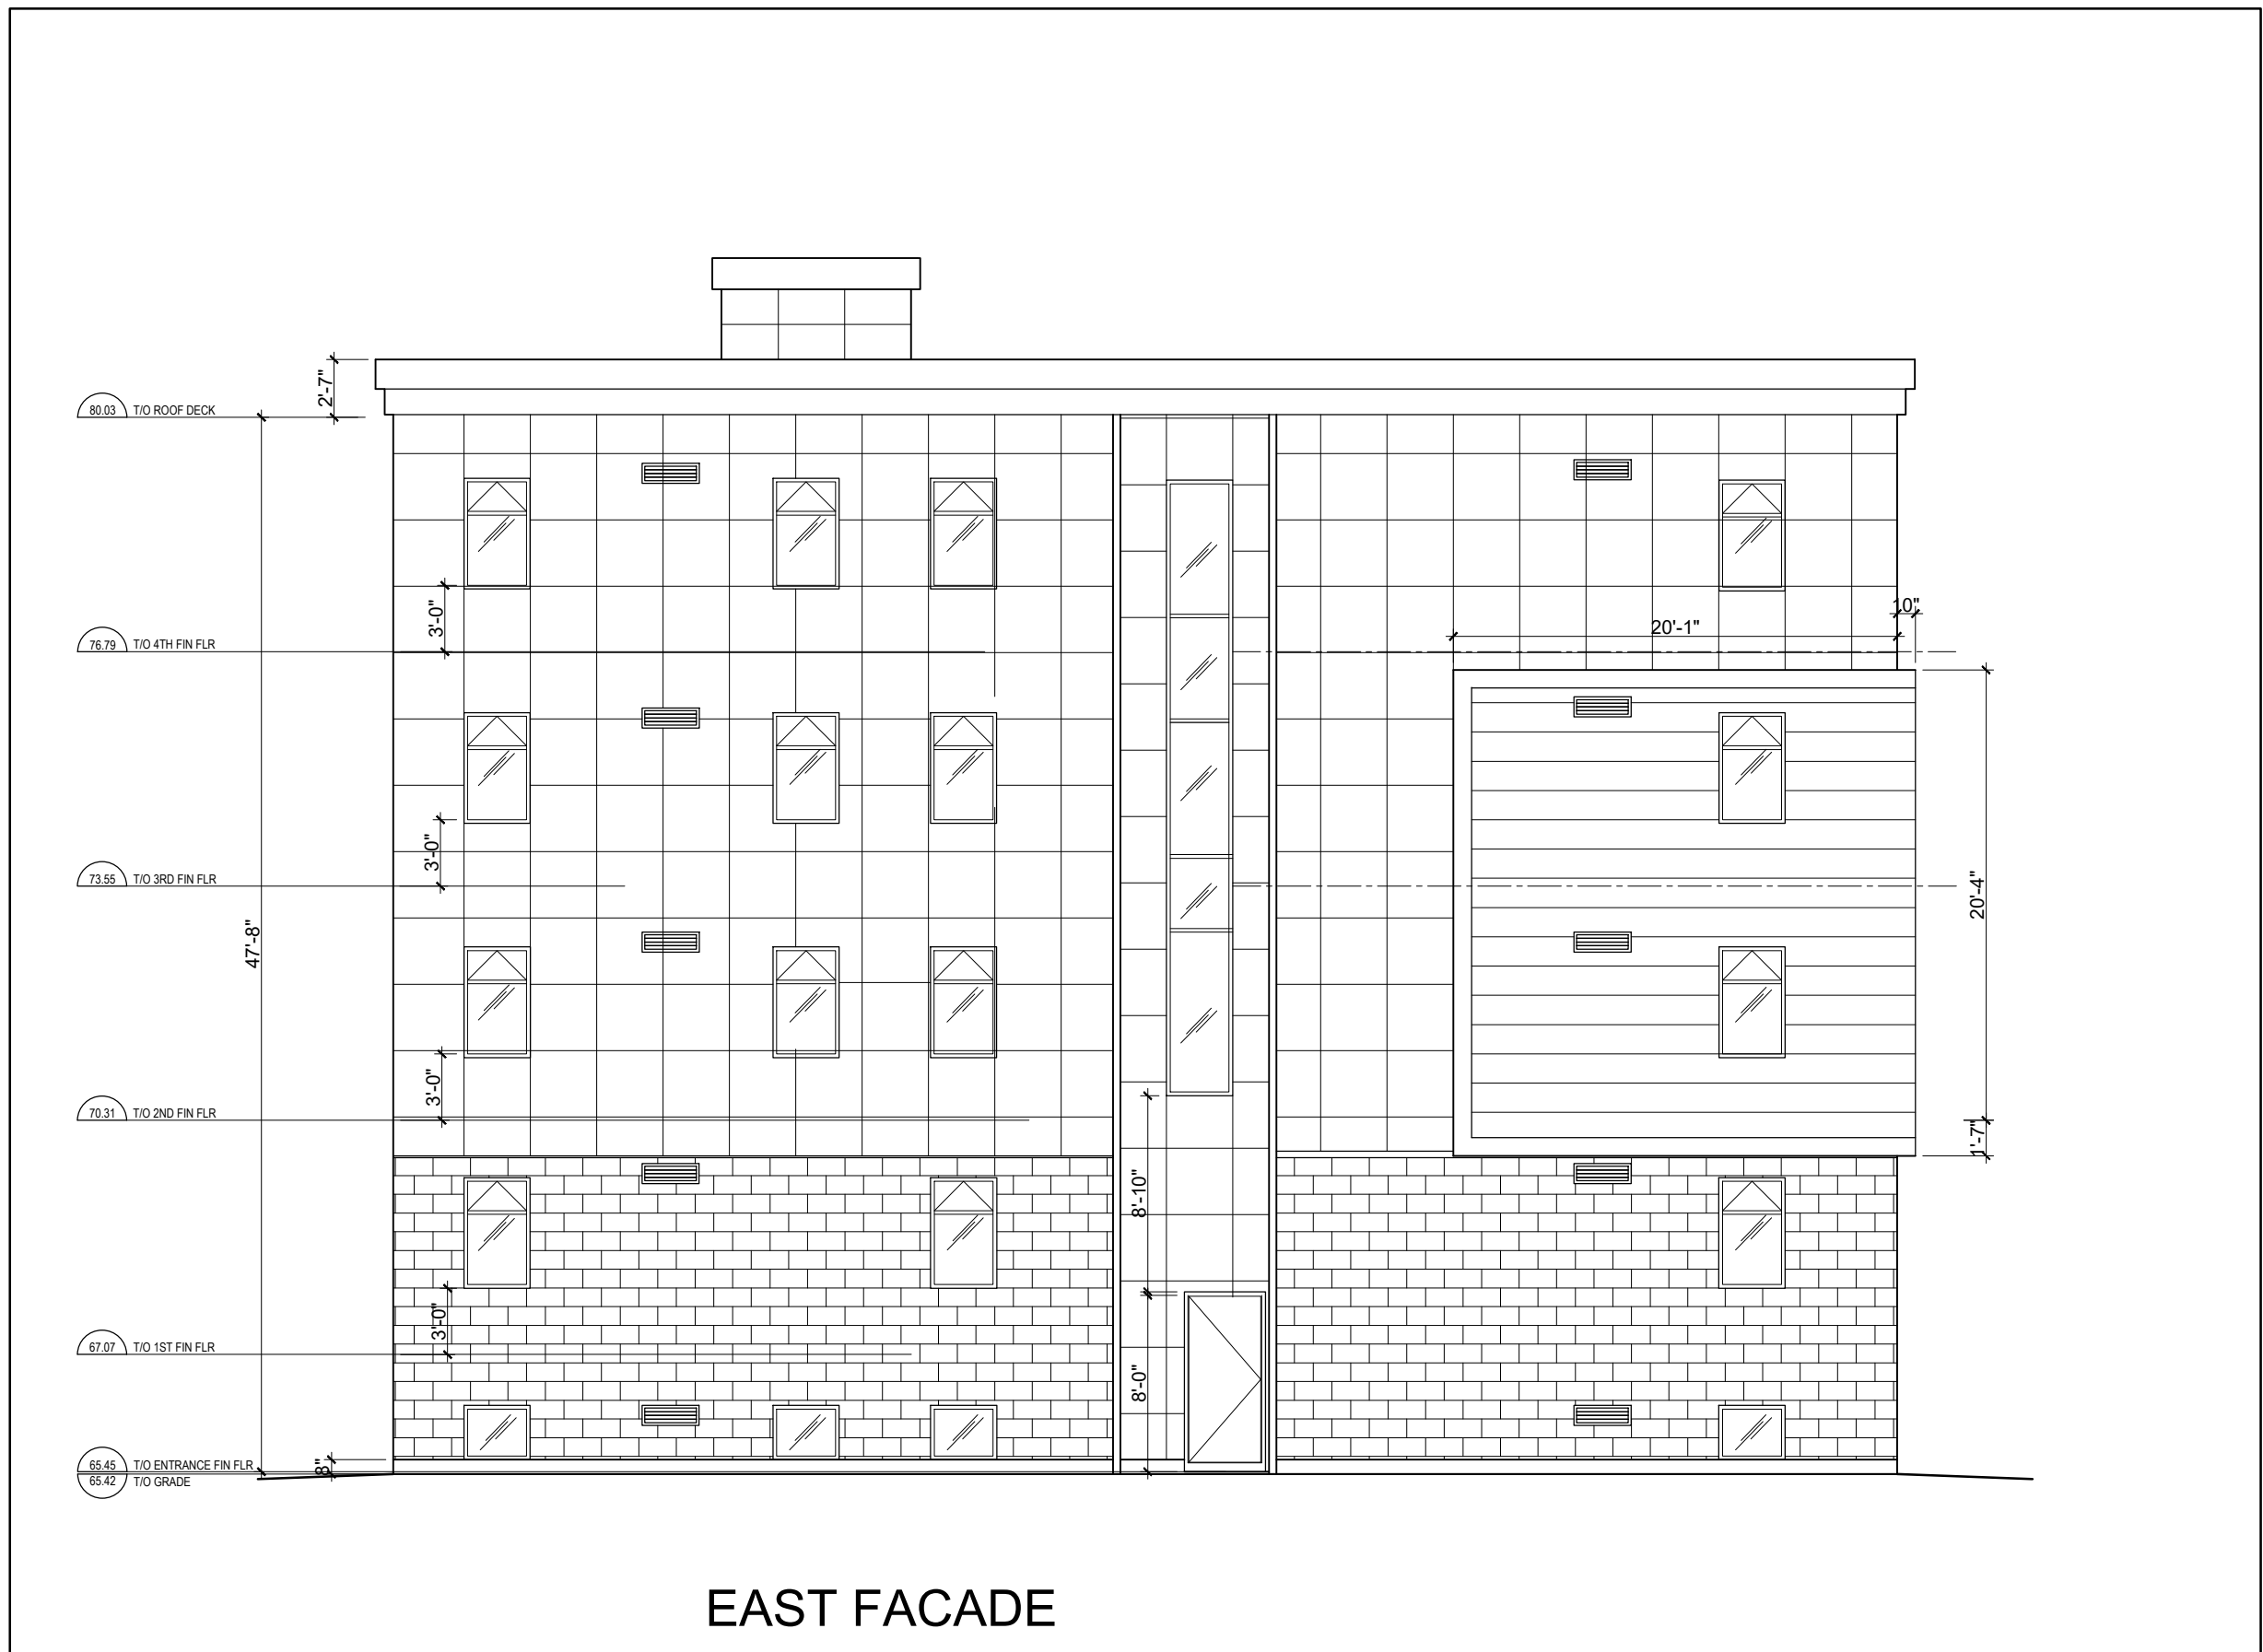 2'-7"
80.03 T/O ROOF DECK
3'-0"
10"
20'-1"
76.79 T/O 4TH FIN FLR
3'-0"
73.55 T/O 3RD FIN FLR
20'-4"
47'-8"
3'-0"
70.31 T/O 2ND FIN FLR
1'-7"
8'-10"
3'-0"
67.07 T/O 1ST FIN FLR
8'-0"
65.45 T/O ENTRANCE FIN FLR
8"
65.42 T/O GRADE
EAST FACADE